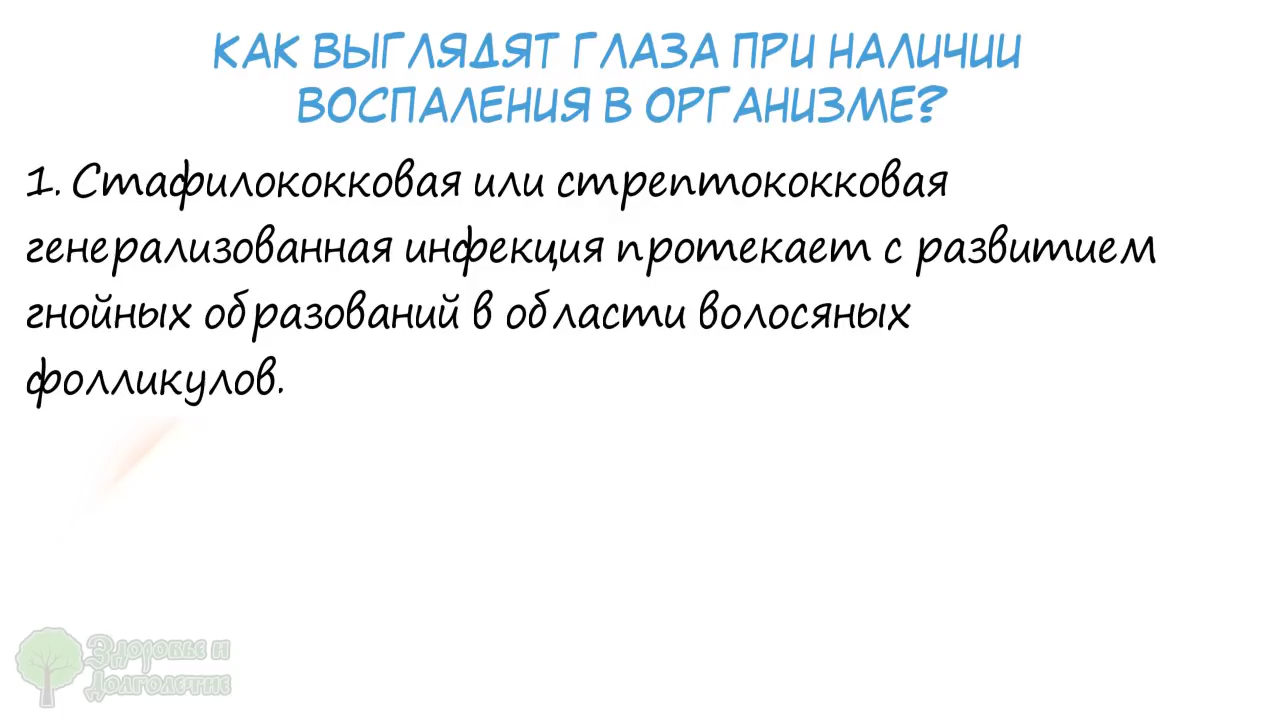 КАК ВЫГЛЯДЯТ ГЛАЗА ПРИ НАЛИЧИИ
ВОСПАЛЕНИЯ В ОРГАНИЗМЕ?
1. Стафилококковая или стрептококковая
генерализованная инфекция протекает с развитием
гнойных образований в области волосяных
фолликулов.
Здоровье и
Долголетие